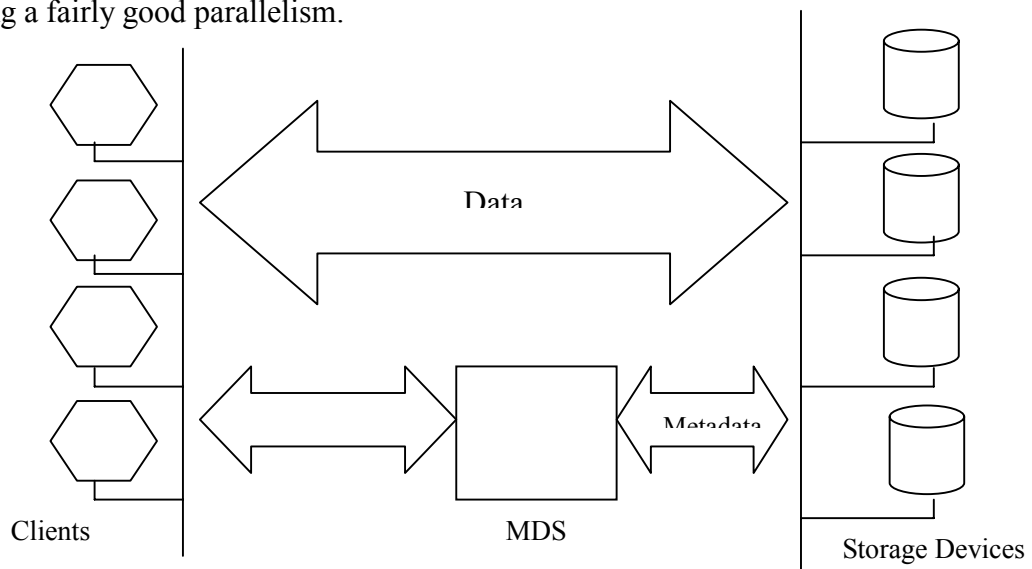 g a fairly good parallelism.
Data
Metadata
Clients
MDS
Storage Devices